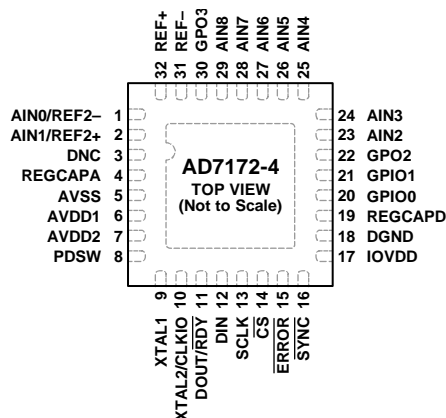 32 REF+
31 REF–
30 GPO3
29 AIN8
28 AIN7
27 AIN6
26 AIN5
25 AIN4
AIN0/REF2– 1
AIN1/REF2+ 2
DNC 3
REGCAPA 4
AVSS 5
AVDD1 6
AVDD2 7
PDSW 8
AD7172-4
TOP VIEW
(Not to Scale)
24 AIN3
23 AIN2
22 GPO2
21 GPIO1
20 GPIO0
19 REGCAPD
18 DGND
17 IOVDD
XTAL1 9
XTAL2/CLKIO 10
DOUT/RDY 11
DIN 12
SCLK 13
CS 14
ERROR 15
SYNC 16